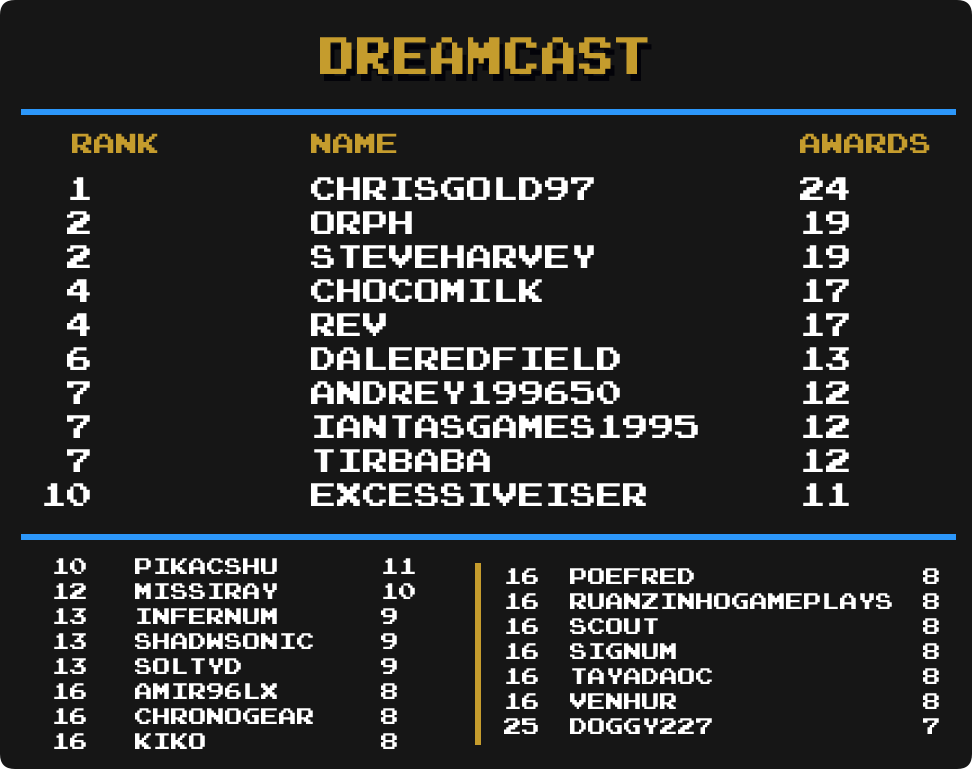 DREAMCAST
RANK NAME AWARDS
1 CHRISGOLD97 24
2 ORPH 19
2 STEVEHARVEY 19
4 CHOCOMILK 17
4 REV 17
6 DALEREDFIELD 13
7 ANDREY199650 12
7 IANTASGAMES1995 12
7 TIRBABA 12
10 EXCESSIVEISER 11
10 PIKACSHU 11
12 MISSIRAY 10
13 INFERNUM 9
13 SHADWSONIC 9
13 SOLTYD 9
16 AMIR96LX 8
16 CHRONOGEAR 8
16 KIKO 8
16 POEFRED 8
16 RUANZINHOGAMEPLAYS 8
16 SCOUT 8
16 SIGNUM 8
16 TAYADAOC 8
16 VENHUR 8
25 DOGGY227 7